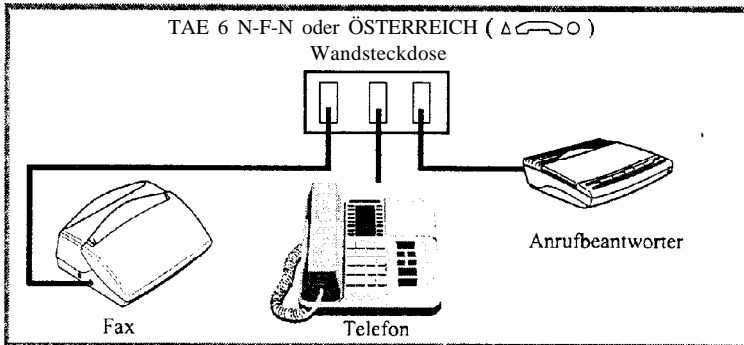 TAE 6 N-F-N oder ÖSTERREICH ( △ ○ )
Wandsteckdose
Anrufbeantworter
Fax
Telefon